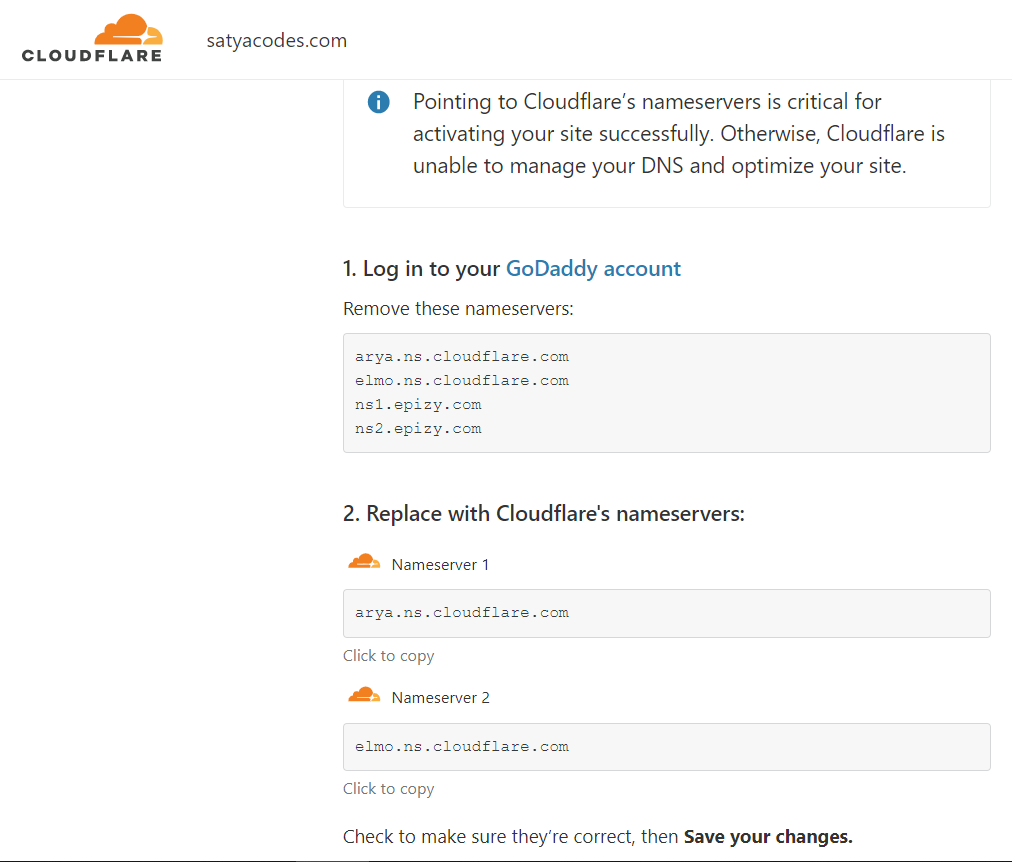 CLOUDFLARE
satyacodes.com
Pointing to Cloudflare’s nameservers is critical for
activating your site successfully. Otherwise, Cloudflare is
unable to manage your DNS and optimize your site.
1. Log in to your GoDaddy account
Remove these nameservers:
arya.ns.cloudflare.com
elmo.ns.cloudflare.com
ns1.epizy.com
ns2.epizy.com
2. Replace with Cloudflare's nameservers:
Nameserver 1
arya.ns.cloudflare.com
Click to copy
Nameserver 2
elmo.ns.cloudflare.com
Click to copy
Check to make sure they’re correct, then Save your changes.